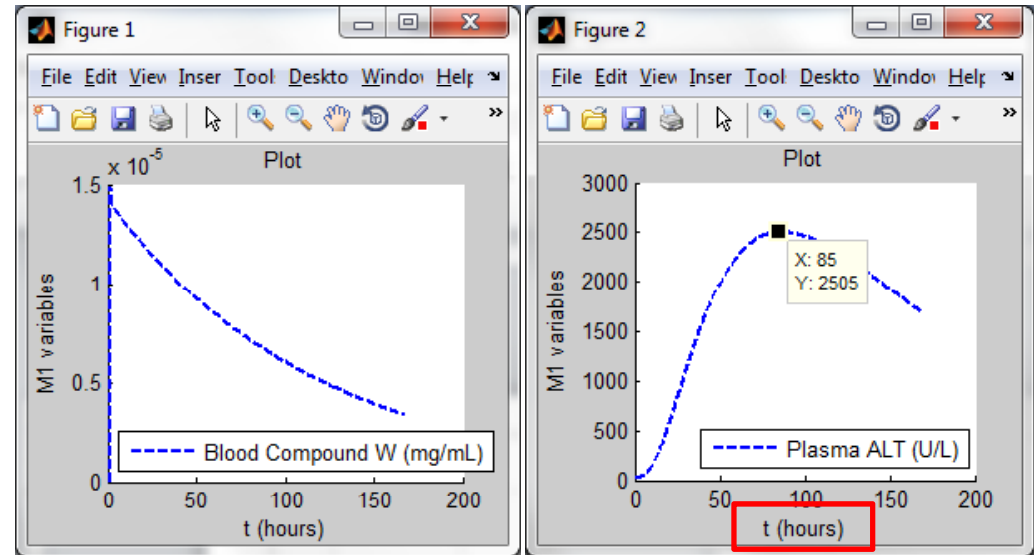 Figure 1
File Edit View Inser Tool Deskto Window Help
Plot
x 10^-5
1.5
1
0.5
0
M1 variables
Blood Compound W (mg/mL)
0 50 100 150 200
t (hours)
Figure 2
File Edit View Inser Tool Deskto Window Help
Plot
3000
2500
2000
1500
1000
500
0
M1 variables
X: 85
Y: 2505
Plasma ALT (U/L)
0 50 100 150 200
t (hours)